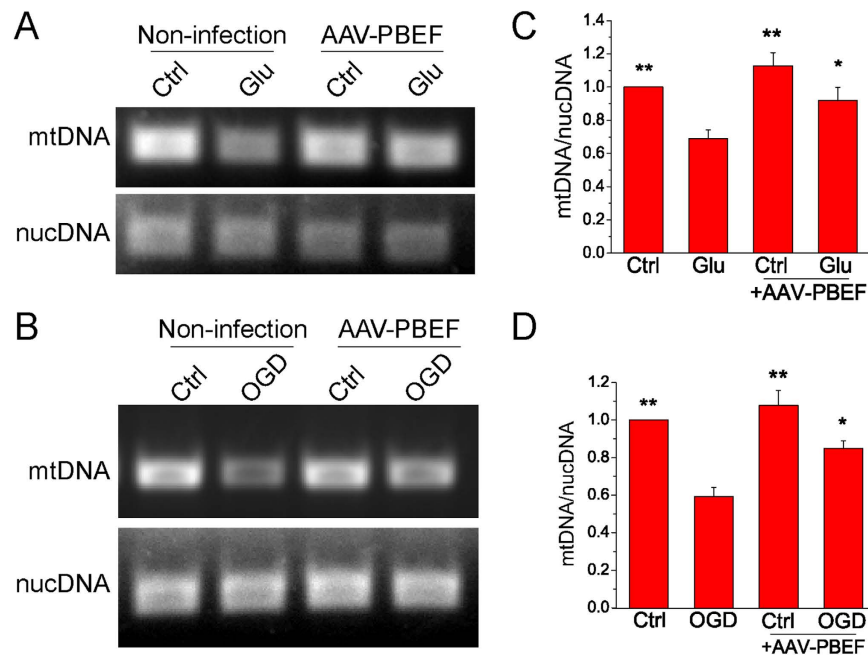 A
Non-infection AAV-PBEF
Ctrl Glu Ctrl Glu
mtDNA
nucDNA
B
Non-infection AAV-PBEF
Ctrl OGD Ctrl OGD
mtDNA
nucDNA
C
mtDNA/nucDNA
1.4
1.2
1.0
0.8
0.6
0.4
0.2
0.0
** ** *
Ctrl Glu Ctrl Glu
+AAV-PBEF
D
mtDNA/nucDNA
1.2
1.0
0.8
0.6
0.4
0.2
0.0
** ** *
Ctrl OGD Ctrl OGD
+AAV-PBEF